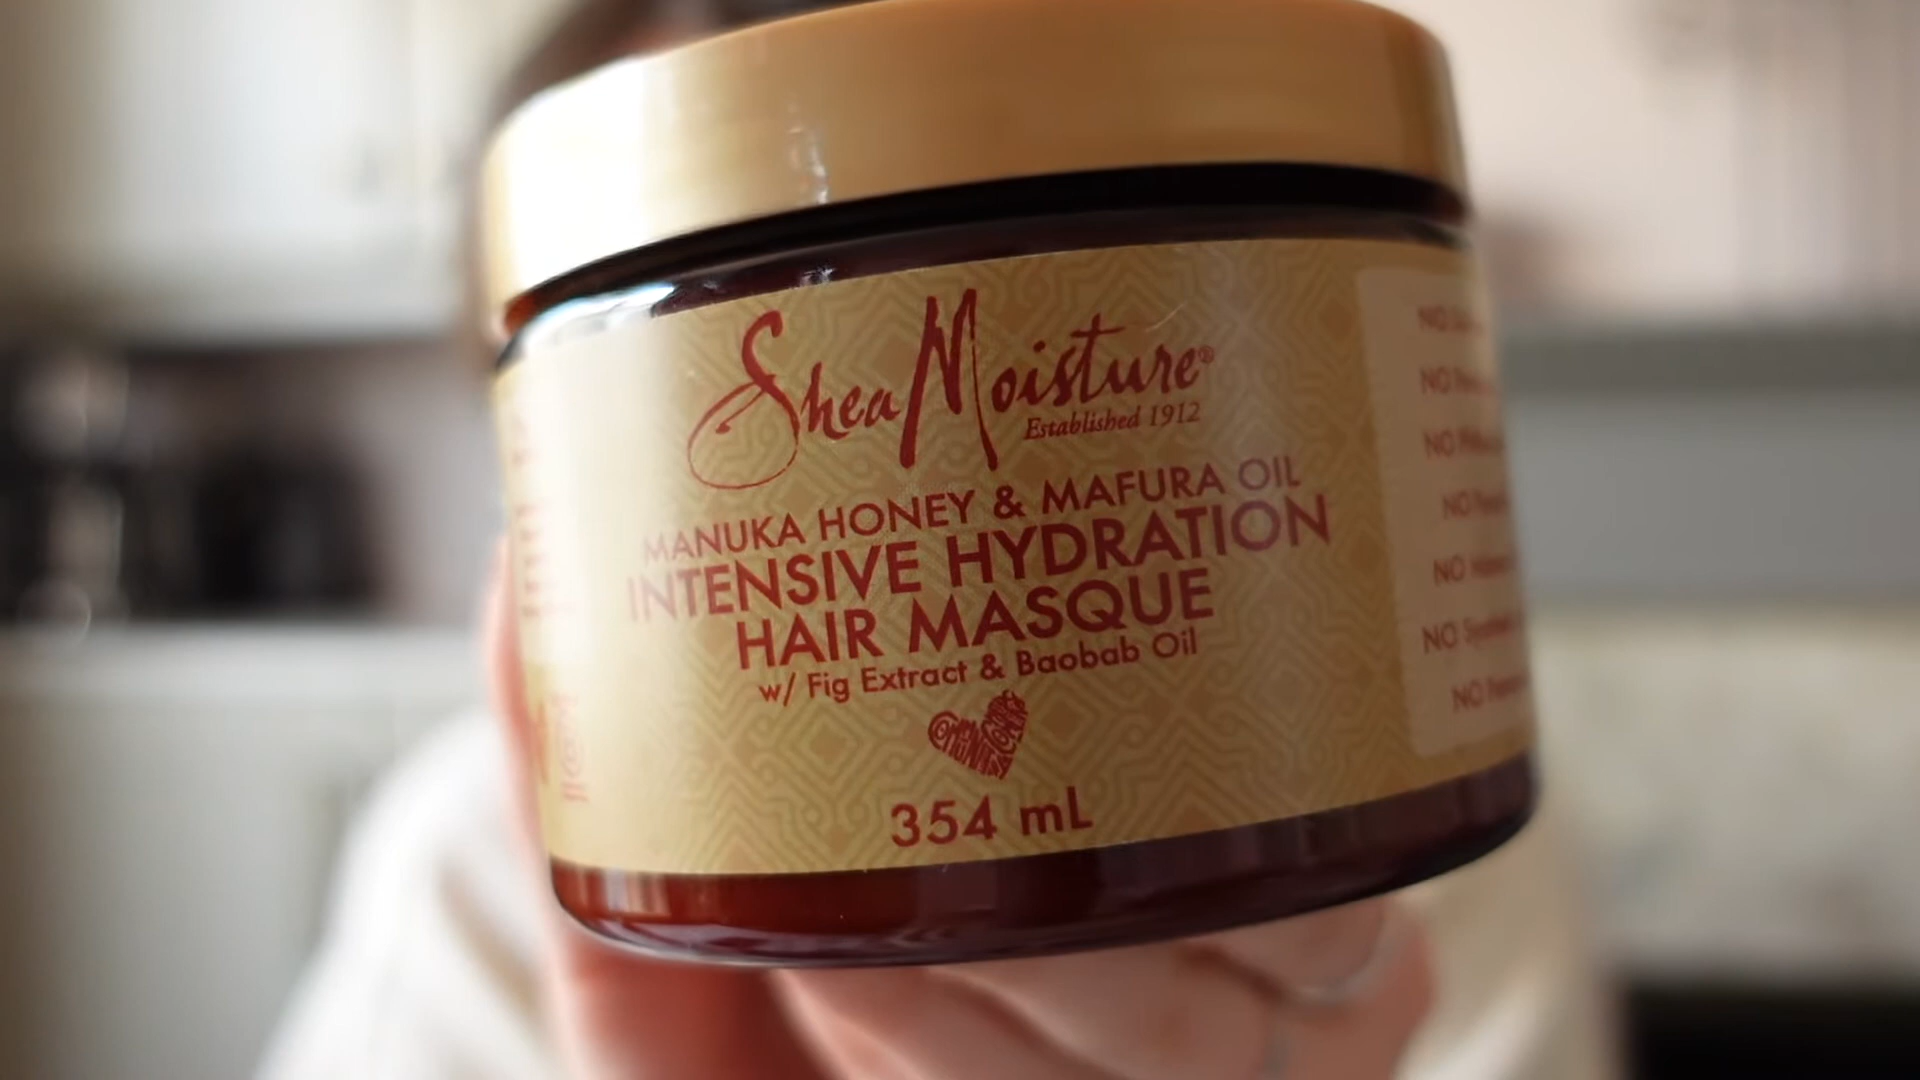 SheaMoisture®
Established 1912
MANUKA HONEY & MAFURA OIL
INTENSIVE HYDRATION
HAIR MASQUE
w/ Fig Extract & Baobab Oil
354 mL
NO
NO
NO
NO
NO
NO
NO